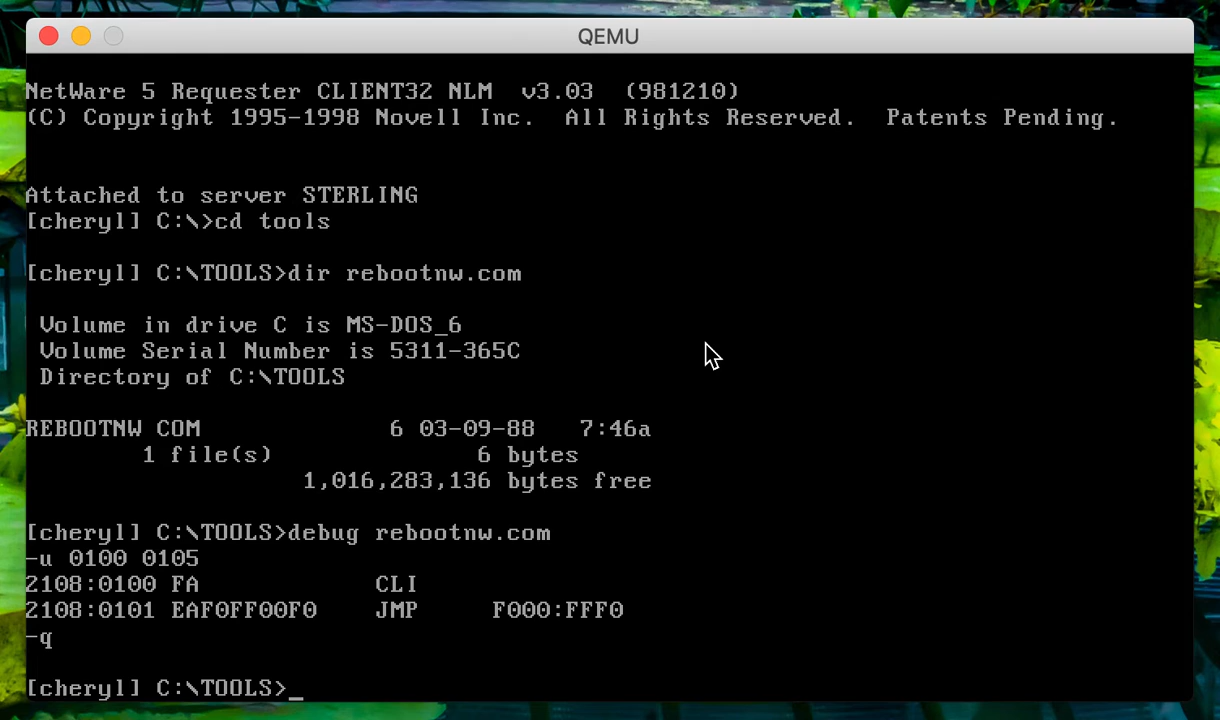 QEMU
NetWare 5 Requester CLIENT32 NLM  v3.03  (981210)
(C) Copyright 1995-1998 Novell Inc.  All Rights Reserved.  Patents Pending.
Attached to server STERLING
[cheryl] C:\>cd tools
[cheryl] C:\TOOLS>dir rebootnw.com
Volume in drive C is MS-DOS_6
Volume Serial Number is 5311-365C
Directory of C:\TOOLS
REBOOTNW COM             6 03-09-88   7:46a
1 file(s)              6 bytes
1,016,283,136 bytes free
[cheryl] C:\TOOLS>debug rebootnw.com
-u 0100 0105
2108:0100 FA            CLI
2108:0101 EAF0FF00F0    JMP     F000:FFF0
-q
[cheryl] C:\TOOLS>_